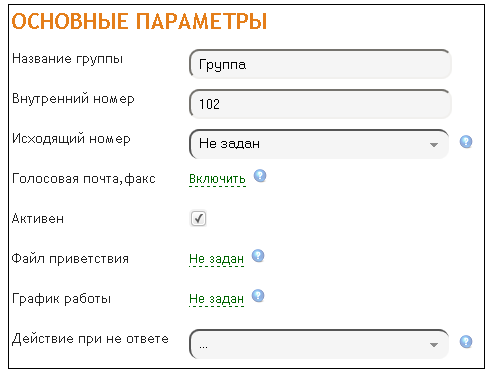 ОСНОВНЫЕ ПАРАМЕТРЫ
Название группы Группа
Внутренний номер 102
Исходящий номер Не задан
Голосовая почта,факс Включить
Активен
Файл приветствия Не задан
График работы Не задан
Действие при не ответе ...